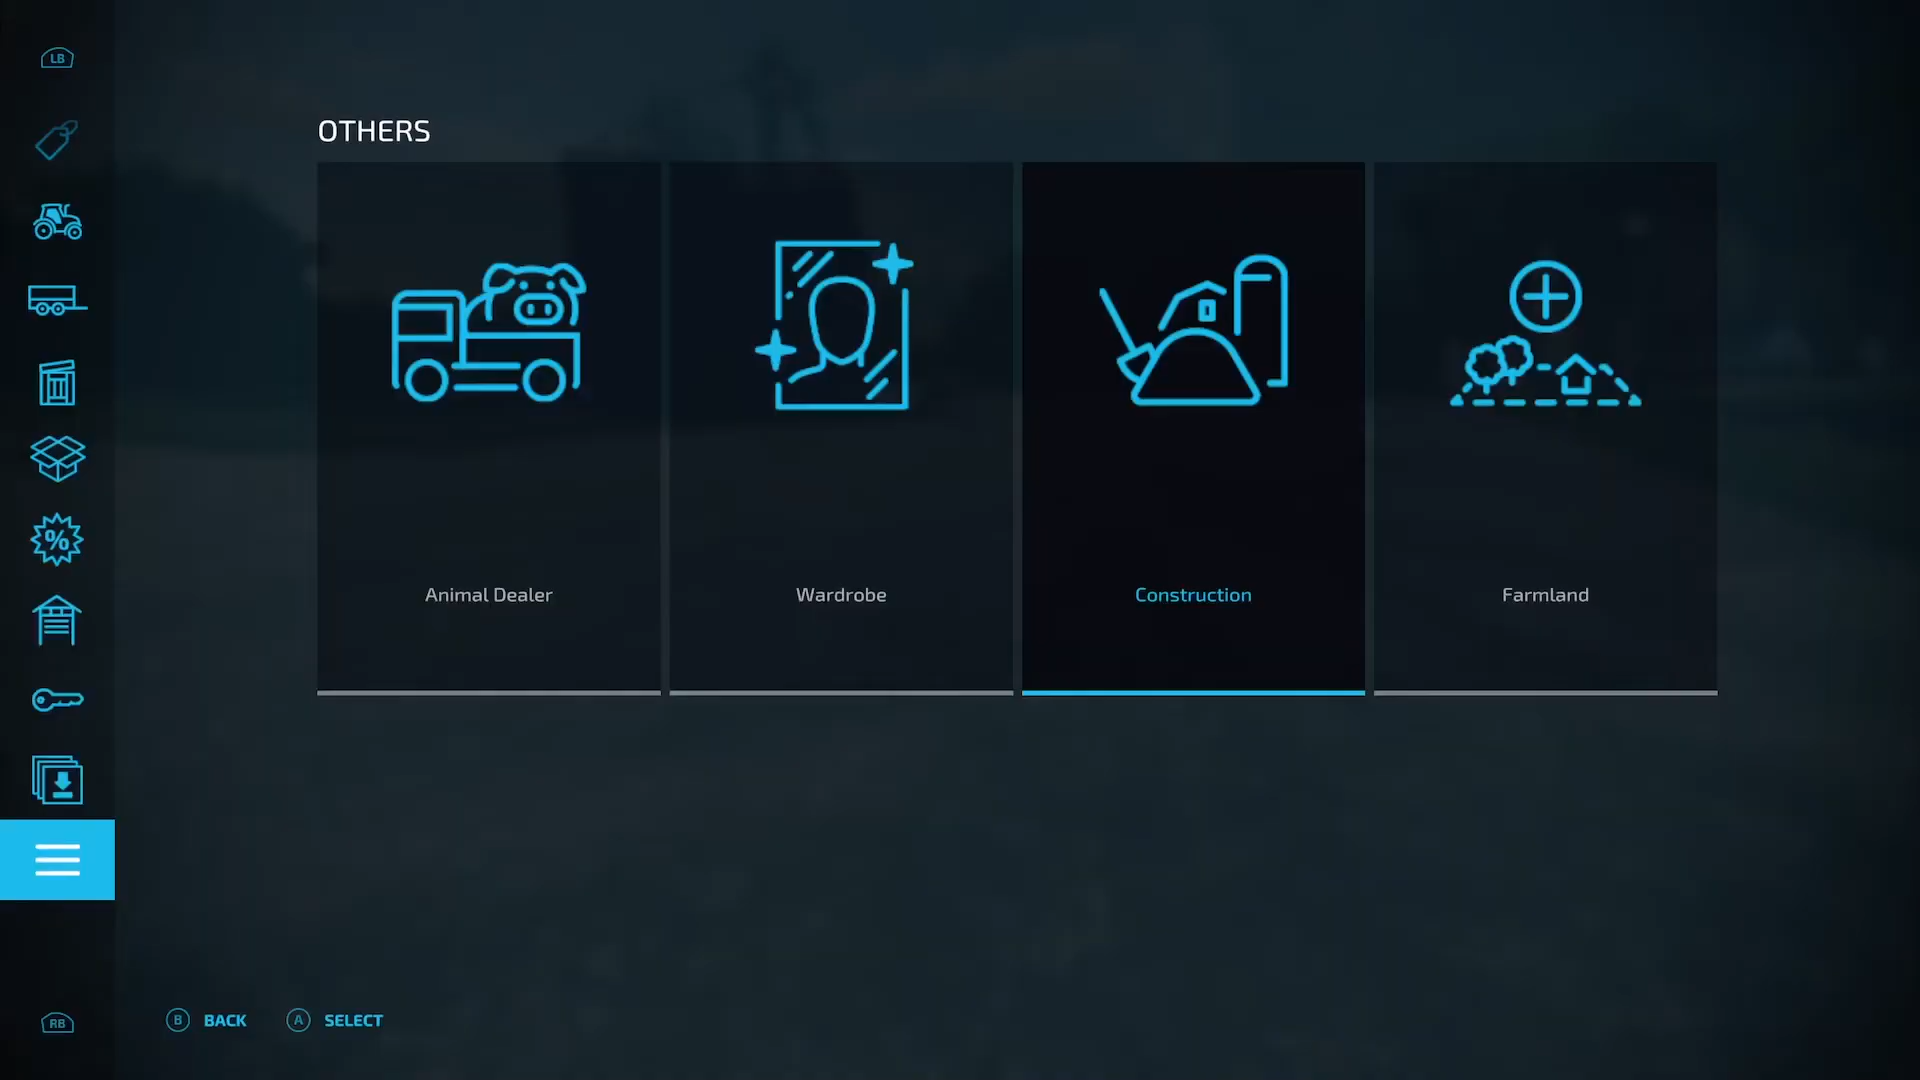 LB
OTHERS
%
Animal Dealer
Wardrobe
Construction
Farmland
RB
B BACK A SELECT